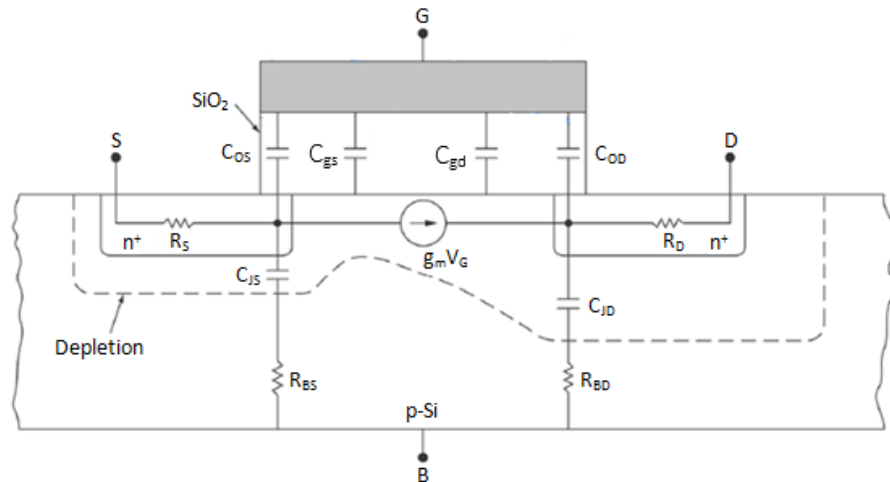 G
SiO₂
S
C_OS
C_gs
C_gd
C_OD
D
n⁺
R_S
g_mV_G
R_D
n⁺
C_JS
C_JD
Depletion
R_BS
R_BD
p-Si
B